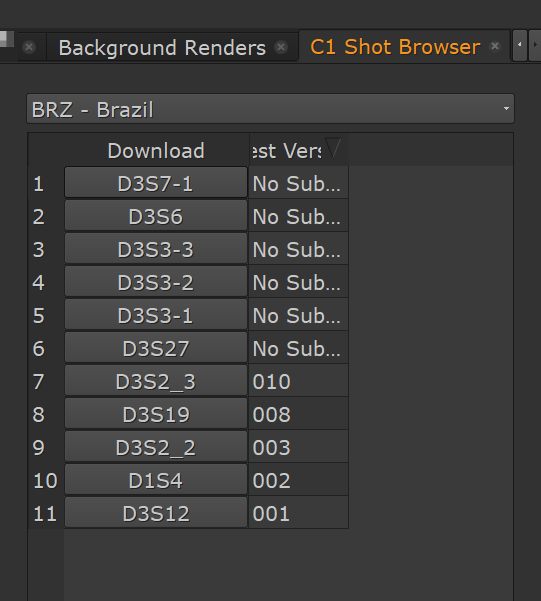 Background Renders C1 Shot Browser
BRZ - Brazil
Download est Vers
1 D3S7-1 No Sub...
2 D3S6 No Sub...
3 D3S3-3 No Sub...
4 D3S3-2 No Sub...
5 D3S3-1 No Sub...
6 D3S27 No Sub...
7 D3S2_3 010
8 D3S19 008
9 D3S2_2 003
10 D1S4 002
11 D3S12 001